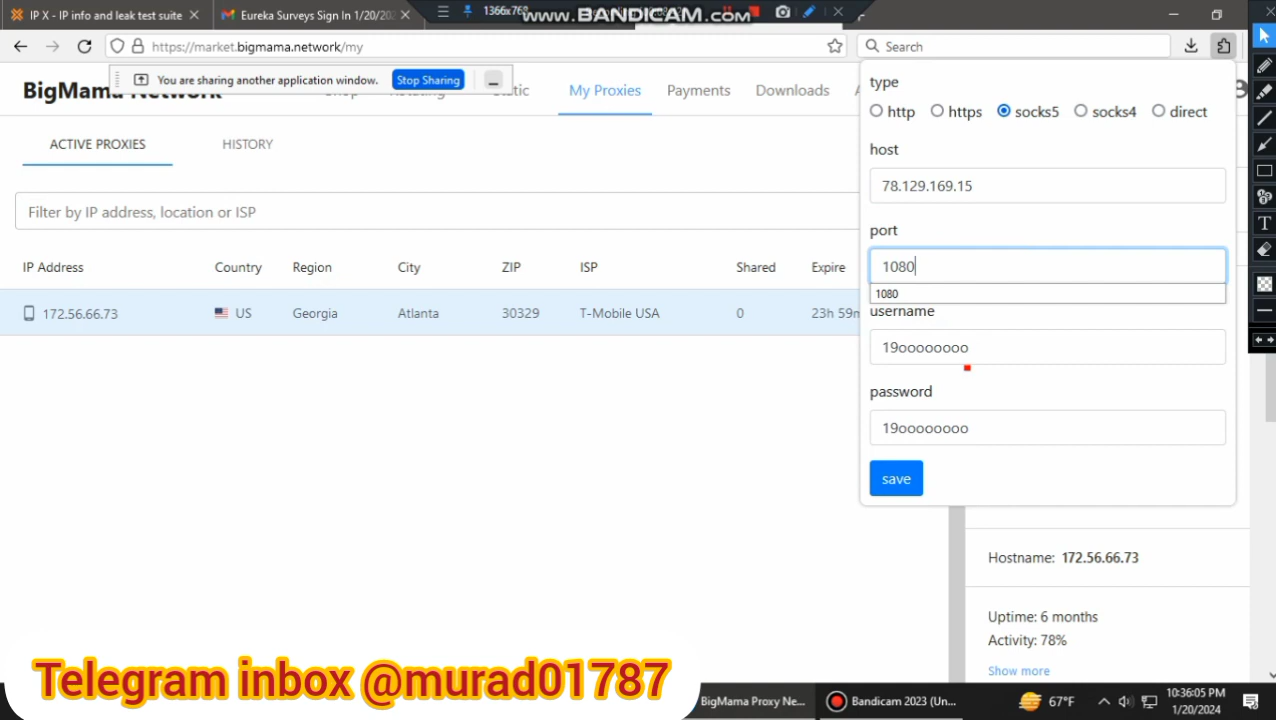 IP X - IP info and leak test suite
Eureka Surveys Sign In 1/20/202
1366x768
WWW.BANDICAM.COM
https://market.bigmama.network/my
Search
You are sharing another application window.
Stop Sharing
BigMama Network
My Proxies
Payments
Downloads
ACTIVE PROXIES
HISTORY
Filter by IP address, location or ISP
IP Address Country Region City ZIP ISP Shared Expire
172.56.66.73 US Georgia Atlanta 30329 T-Mobile USA 0 23h 59m
type
http https socks5 socks4 direct
host
78.129.169.15
port
1080
1080
username
19oooooooo
password
19oooooooo
save
Hostname: 172.56.66.73
Uptime: 6 months
Activity: 78%
Show more
Telegram inbox @murad01787
BigMama Proxy Ne...
Bandicam 2023 (Un...
67°F
10:36:05 PM
1/20/2024